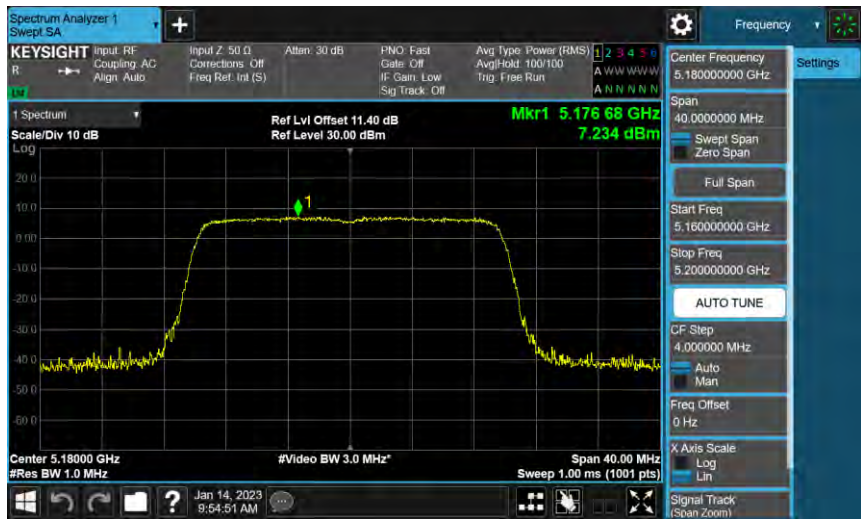 Spectrum Analyzer 1
Swept SA
+
Frequency
KEYSIGHT
R
Input: RF
Coupling: AC
Align: Auto
Input Z: 50 Ω
Corrections: Off
Freq Ref: Int (S)
Atten: 30 dB
PNO: Fast
Gate: Off
IF Gain: Low
Sig Track: Off
Avg Type: Power (RMS)
Avg|Hold: 100/100
Trig: Free Run
1 2 3 4 5 6
A W W W W W
A N N N N N
1 Spectrum
Scale/Div 10 dB
Log
Ref Lvl Offset 11.40 dB
Ref Level 30.00 dBm
Mkr1 5.176 68 GHz
7.234 dBm
20.0
10.0
0.00
-10.0
-20.0
-30.0
-40.0
-50.0
-60.0
1
Center 5.18000 GHz
#Res BW 1.0 MHz
#Video BW 3.0 MHz*
Span 40.00 MHz
Sweep 1.00 ms (1001 pts)
?
Jan 14, 2023
9:54:51 AM
Center Frequency
5.180000000 GHz
Settings
Span
40.0000000 MHz
Swept Span
Zero Span
Full Span
Start Freq
5.160000000 GHz
Stop Freq
5.200000000 GHz
AUTO TUNE
CF Step
4.000000 MHz
Auto
Man
Freq Offset
0 Hz
X Axis Scale
Log
Lin
Signal Track
(Span Zoom)